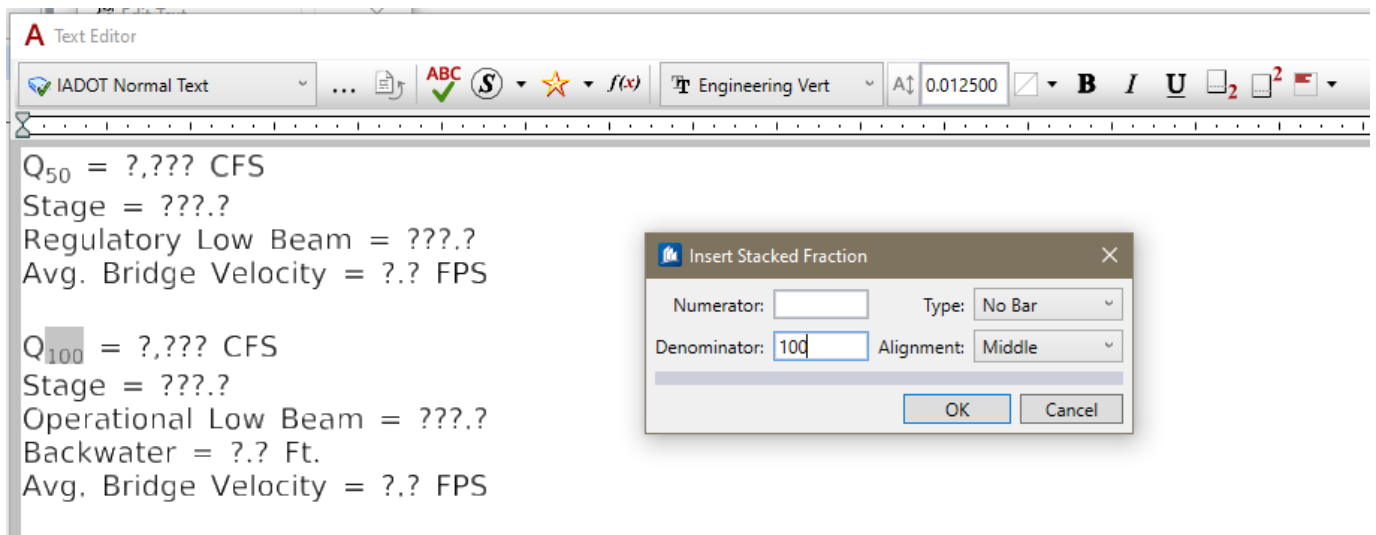 Edit Text
A Text Editor
IADOT Normal Text ... ABC S f(x) Engineering Vert A 0.012500 B I U 2 2
Q50 = ?,??? CFS
Stage = ???.?
Regulatory Low Beam = ???.?
Avg. Bridge Velocity = ?.? FPS
Q100 = ?,??? CFS
Stage = ???.?
Operational Low Beam = ???.?
Backwater = ?.? Ft.
Avg. Bridge Velocity = ?.? FPS
Insert Stacked Fraction
Numerator: Type: No Bar
Denominator: 100 Alignment: Middle
OK Cancel